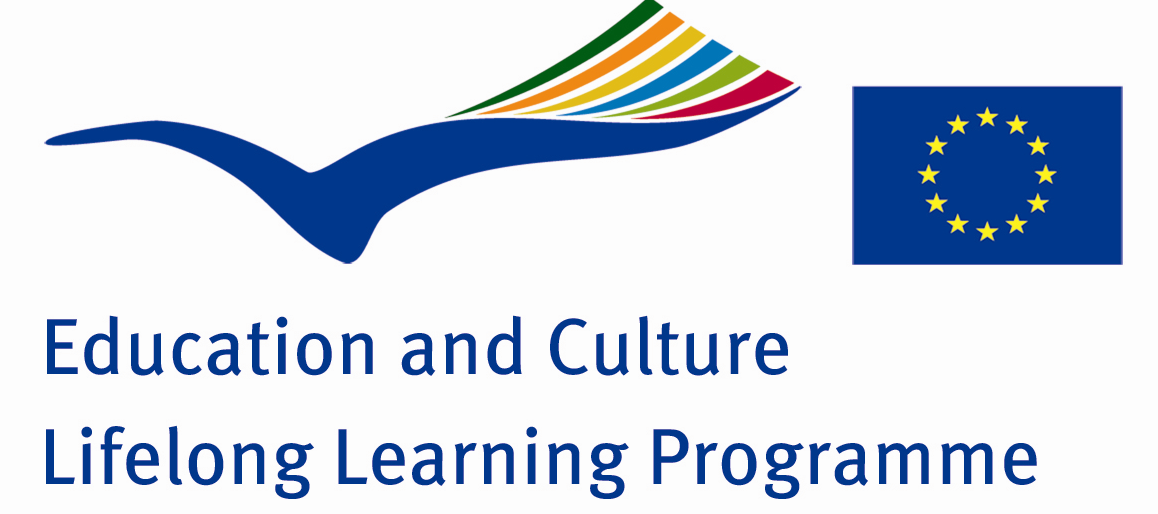 Education and Culture
Lifelong Learning Programme